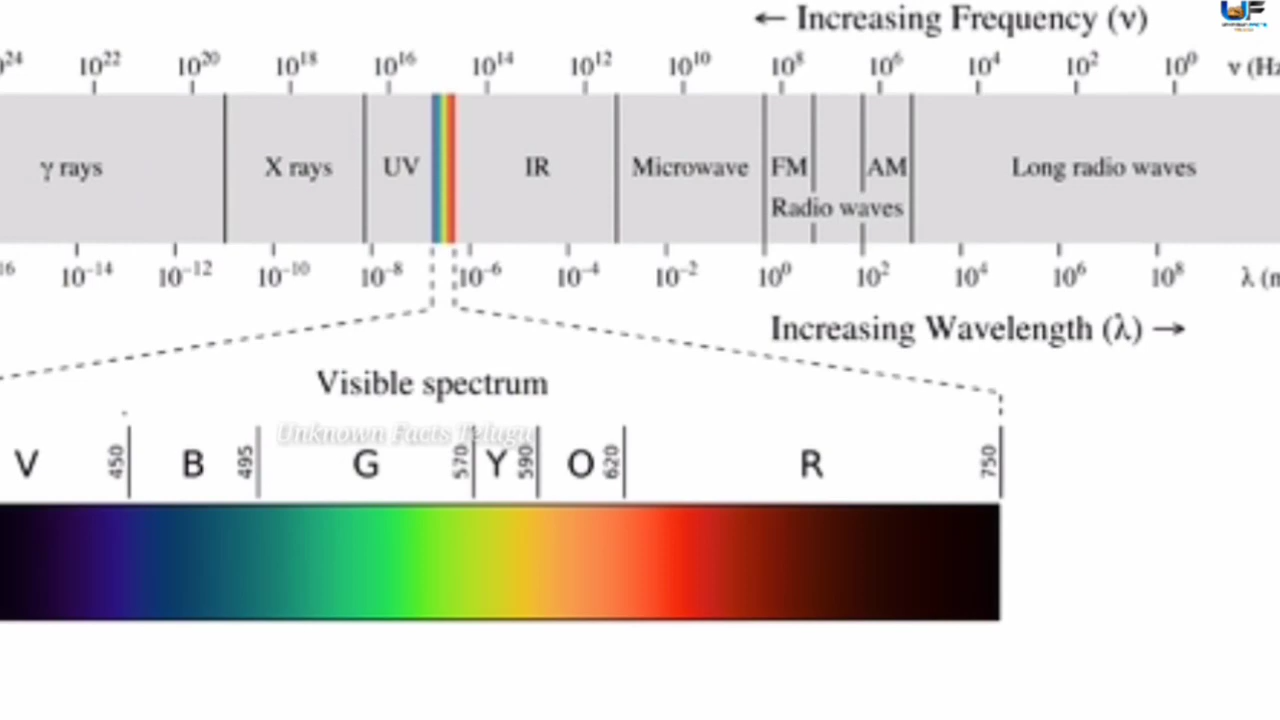 ← Increasing Frequency (ν)
10²² 10²⁰ 10¹⁸ 10¹⁶ 10¹⁴ 10¹² 10¹⁰ 10⁸ 10⁶ 10⁴ 10² 10⁰
γ rays X rays UV IR Microwave FM AM Long radio waves
Radio waves
10⁻¹⁴ 10⁻¹² 10⁻¹⁰ 10⁻⁸ 10⁻⁶ 10⁻⁴ 10⁻² 10⁰ 10² 10⁴ 10⁶ 10⁸
Increasing Wavelength (λ) →
Visible spectrum
Unknown Facts Telugu
V 450 B 495 G 570 Y 590 O 620 R 750
UF